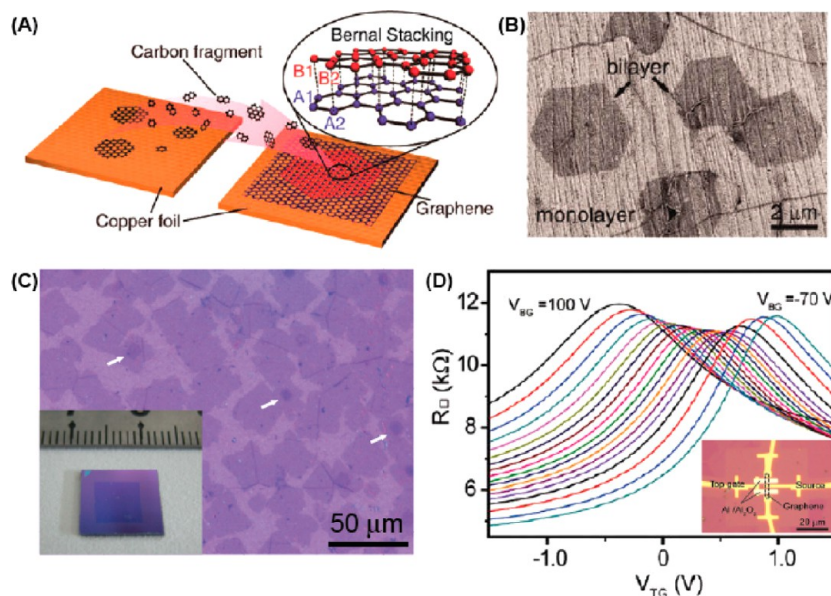 (A)
Carbon fragment
Bernal Stacking
B1
B2
A1
A2
Copper foil
Graphene
(B)
bilayer
monolayer
2 μm
(C)
50 μm
(D)
V_BG =100 V
V_BG =-70 V
R□ (kΩ)
12
10
8
6
-1.0
0
1.0
V_TG (V)
Top gate
Source
Al /Al₂O₃
Graphene
20 μm